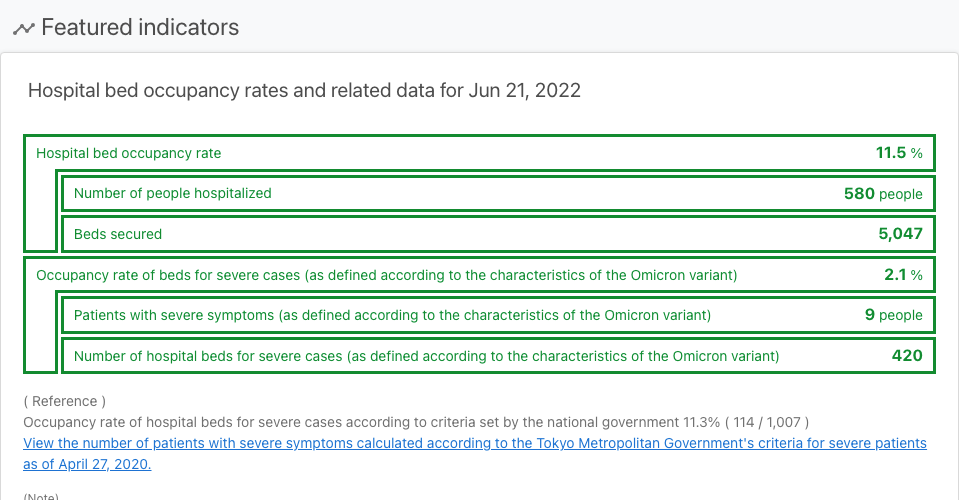 Featured indicators
Hospital bed occupancy rates and related data for Jun 21, 2022
Hospital bed occupancy rate 11.5 %
Number of people hospitalized 580 people
Beds secured 5,047
Occupancy rate of beds for severe cases (as defined according to the characteristics of the Omicron variant) 2.1 %
Patients with severe symptoms (as defined according to the characteristics of the Omicron variant) 9 people
Number of hospital beds for severe cases (as defined according to the characteristics of the Omicron variant) 420
( Reference )
Occupancy rate of hospital beds for severe cases according to criteria set by the national government 11.3% ( 114 / 1,007 )
View the number of patients with severe symptoms calculated according to the Tokyo Metropolitan Government's criteria for severe patients
as of April 27, 2020.
(Note)